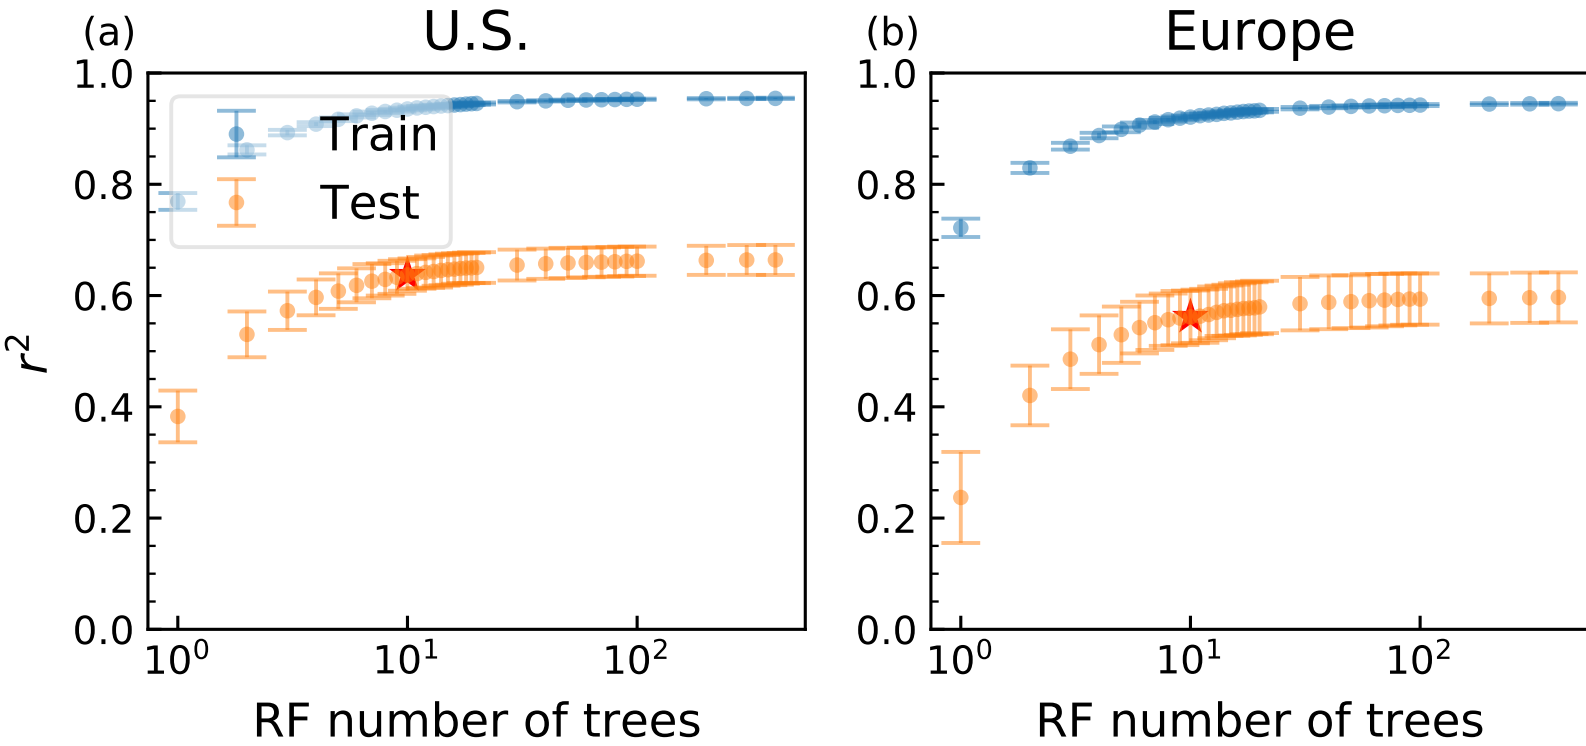 (a) U.S.
1.0
0.8
0.6
0.4
0.2
0.0
r²
Train
Test
10⁰ 10¹ 10²
RF number of trees
(b) Europe
1.0
0.8
0.6
0.4
0.2
0.0
10⁰ 10¹ 10²
RF number of trees